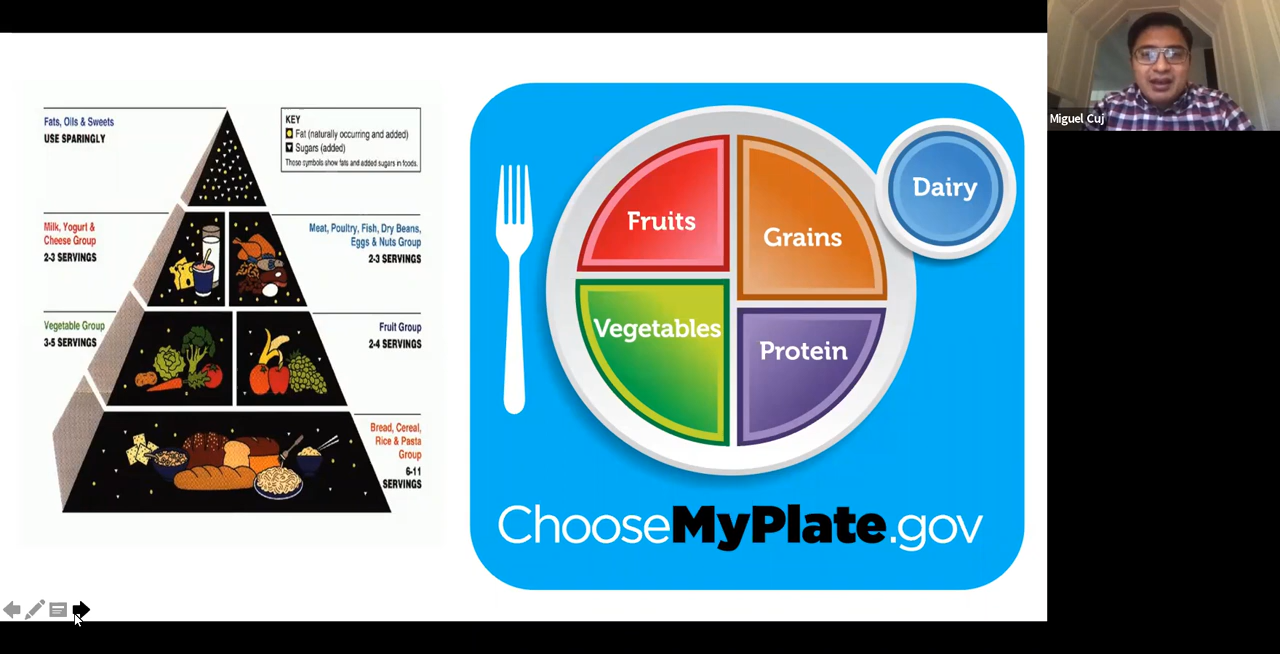 Fats, Oils & Sweets
USE SPARINGLY
KEY
Fat (naturally occurring and added)
Sugars (added)
These symbols show fats and added sugars in foods.
Milk, Yogurt &
Cheese Group
2-3 SERVINGS
Meat, Poultry, Fish, Dry Beans,
Eggs & Nuts Group
2-3 SERVINGS
Vegetable Group
3-5 SERVINGS
Fruit Group
2-4 SERVINGS
Bread, Cereal,
Rice & Pasta
Group
6-11
SERVINGS
Fruits
Grains
Dairy
Vegetables
Protein
ChooseMyPlate.gov
Miguel Cuj